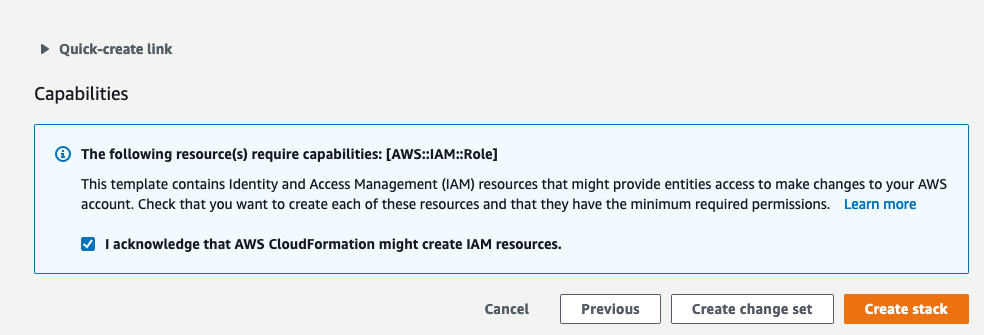 Quick-create link
Capabilities
The following resource(s) require capabilities: [AWS::IAM::Role]
This template contains Identity and Access Management (IAM) resources that might provide entities access to make changes to your AWS
account. Check that you want to create each of these resources and that they have the minimum required permissions. Learn more
I acknowledge that AWS CloudFormation might create IAM resources.
Cancel Previous Create change set Create stack